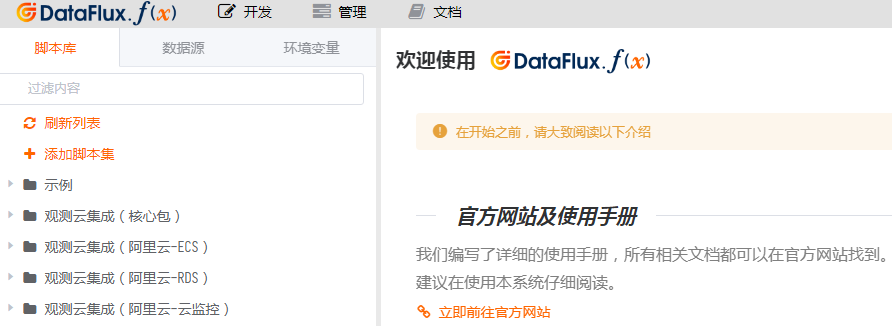 DataFlux.f(x) 开发 管理 文档
脚本库 数据源 环境变量
过滤内容
刷新列表
添加脚本集
示例
观测云集成（核心包）
观测云集成（阿里云-ECS）
观测云集成（阿里云-RDS）
观测云集成（阿里云-云监控）
欢迎使用 DataFlux.f(x)
在开始之前，请大致阅读以下介绍
官方网站及使用手册
我们编写了详细的使用手册，所有相关文档都可以在官方网站找到。
建议在使用本系统仔细阅读。
立即前往官方网站